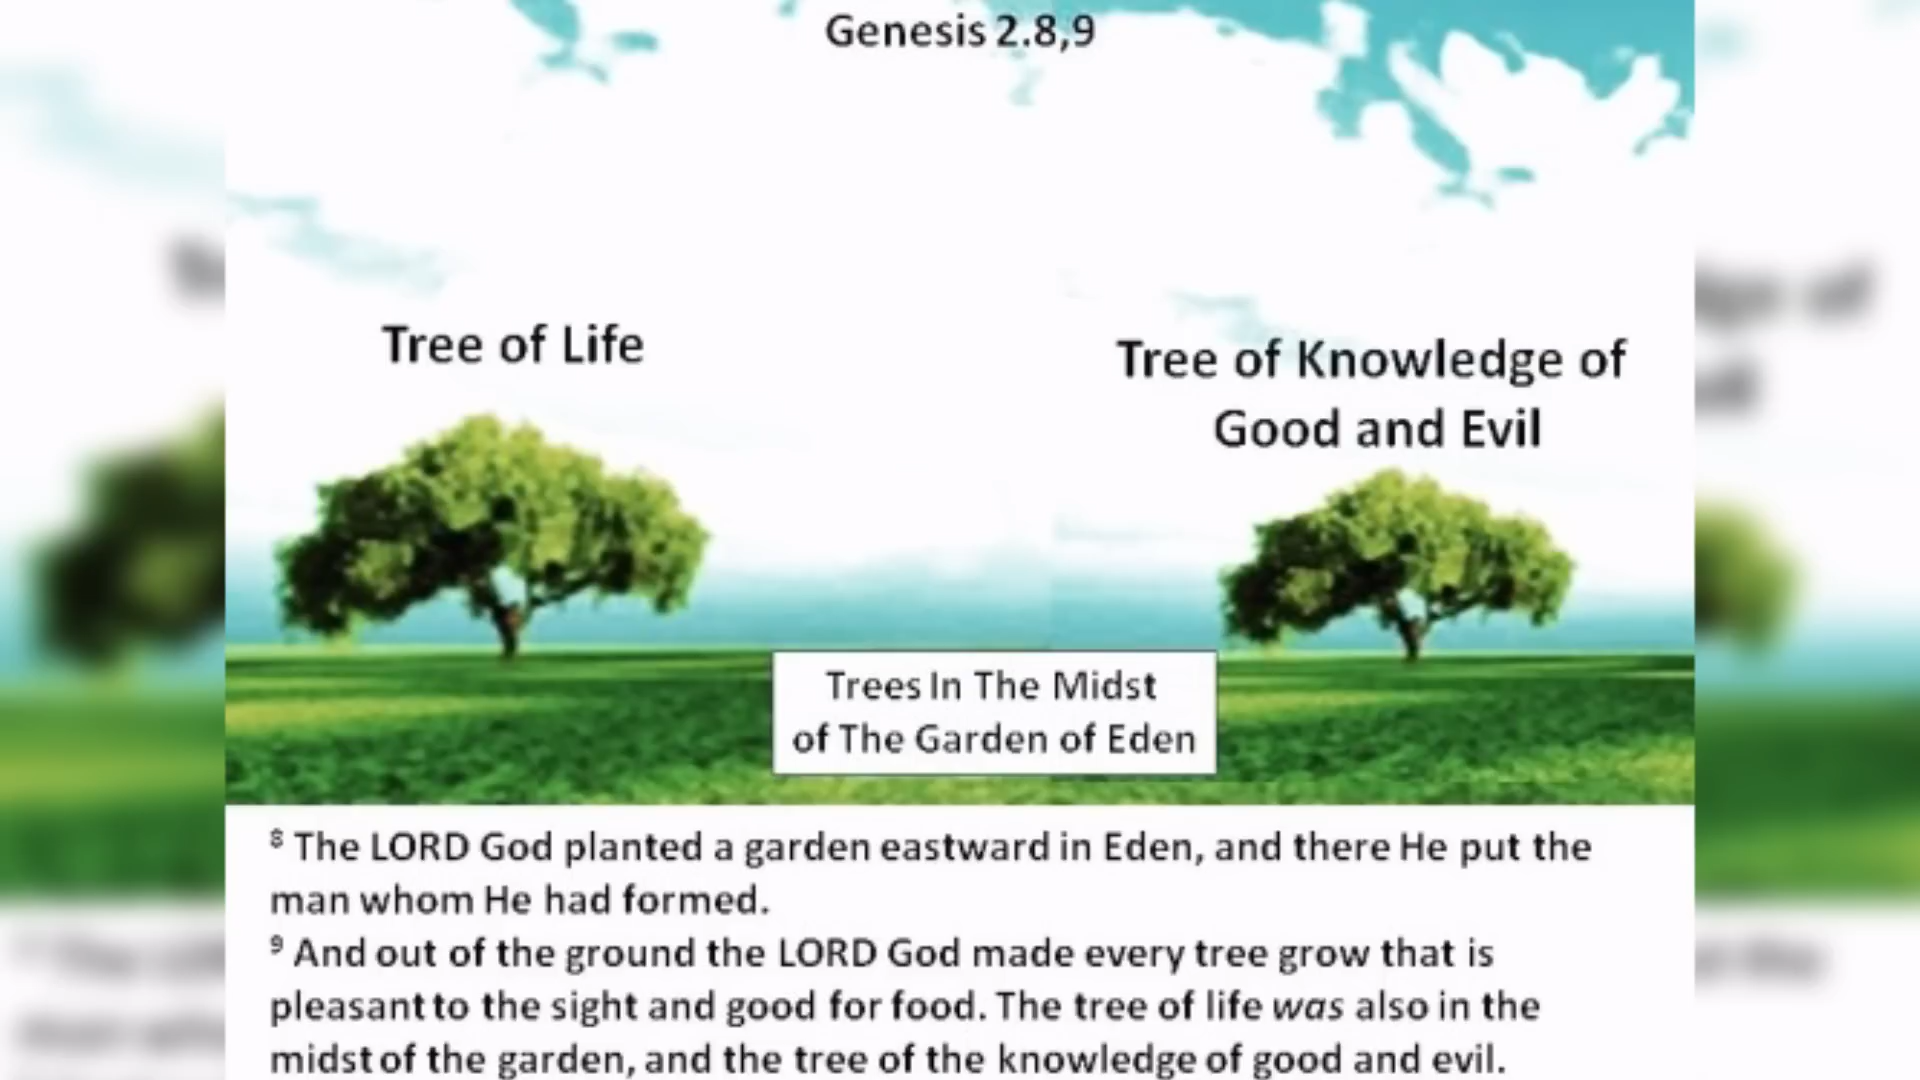 Genesis 2.8,9
Tree of Life
Tree of Knowledge of
Good and Evil
Trees In The Midst
of The Garden of Eden
8 The LORD God planted a garden eastward in Eden, and there He put the
man whom He had formed.
9 And out of the ground the LORD God made every tree grow that is
pleasant to the sight and good for food. The tree of life was also in the
midst of the garden, and the tree of the knowledge of good and evil.